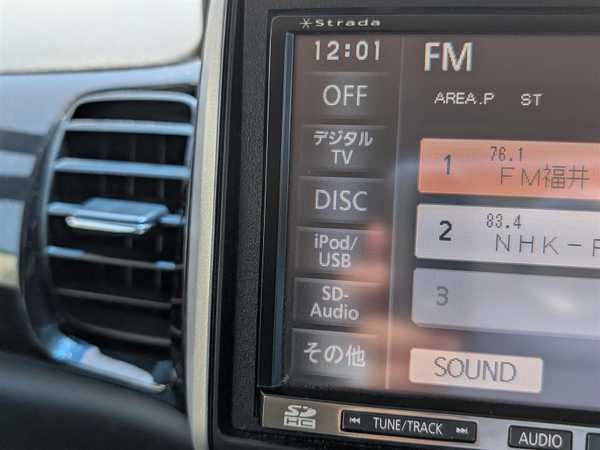 Strada
12:01
FM
OFF
AREA.P ST
デジタル
TV
76.1
1 FM福井
DISC
83.4
2 NHK-F
iPod/
USB
3
SD-
Audio
その他
SOUND
SD
HC
TUNE/TRACK
AUDIO